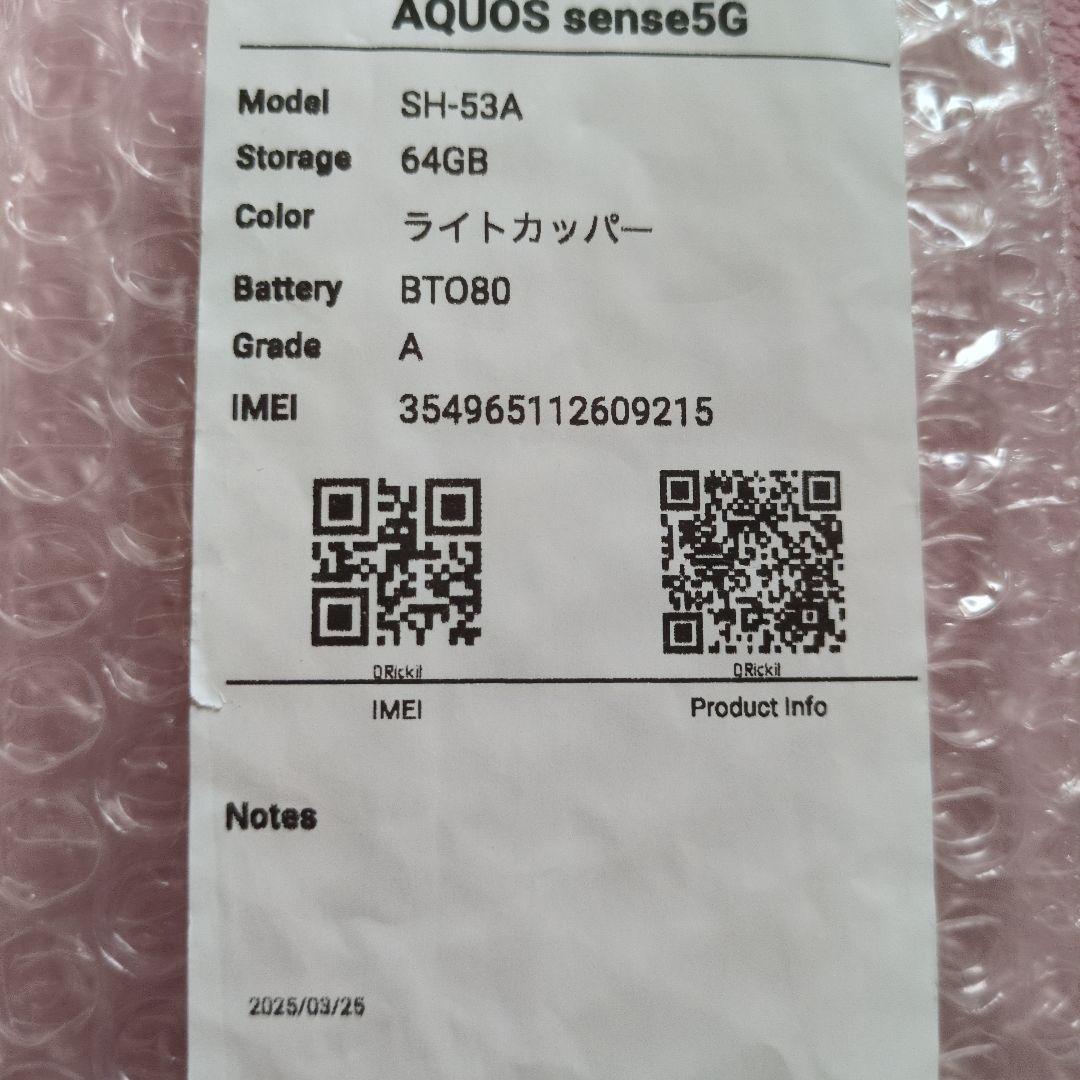 AQUOS sense5G
Model SH-53A
Storage 64GB
Color ライトカッパー
Battery BTO80
Grade A
IMEI 354965112609215
QRickit QRickit
IMEI Product Info
Notes
2025/03/25